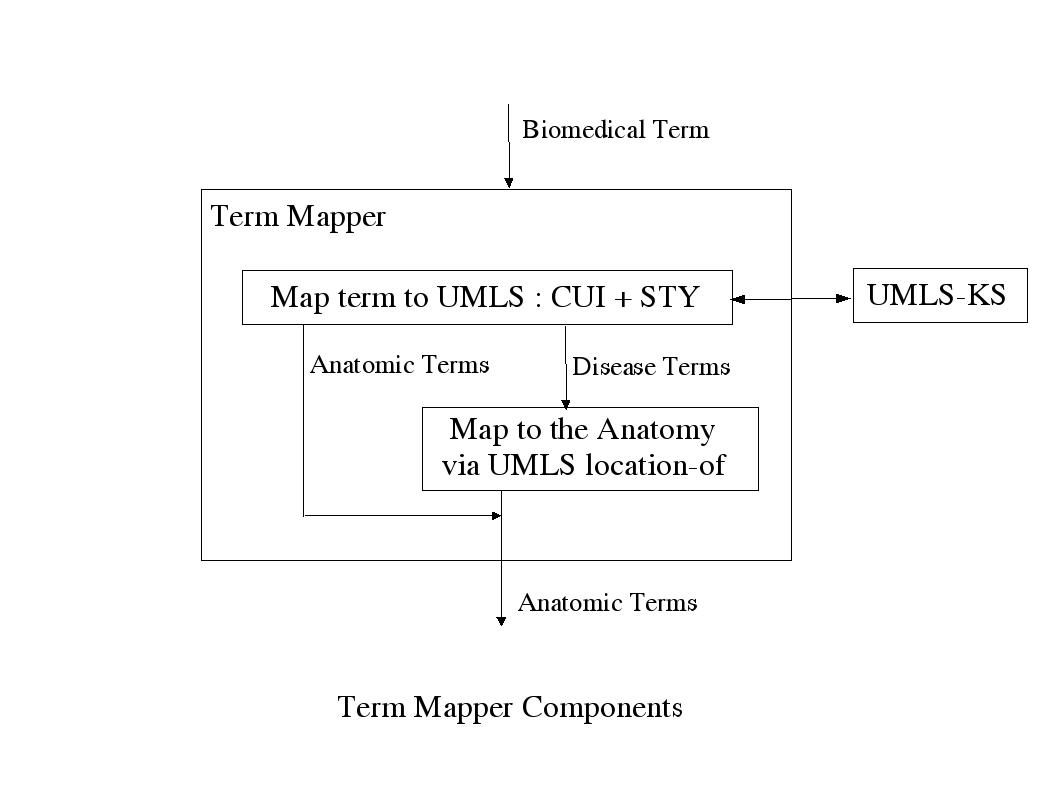 Biomedical Term
Term Mapper
Map term to UMLS : CUI + STY
UMLS-KS
Anatomic Terms
Disease Terms
Map to the Anatomy
via UMLS location-of
Anatomic Terms
Term Mapper Components